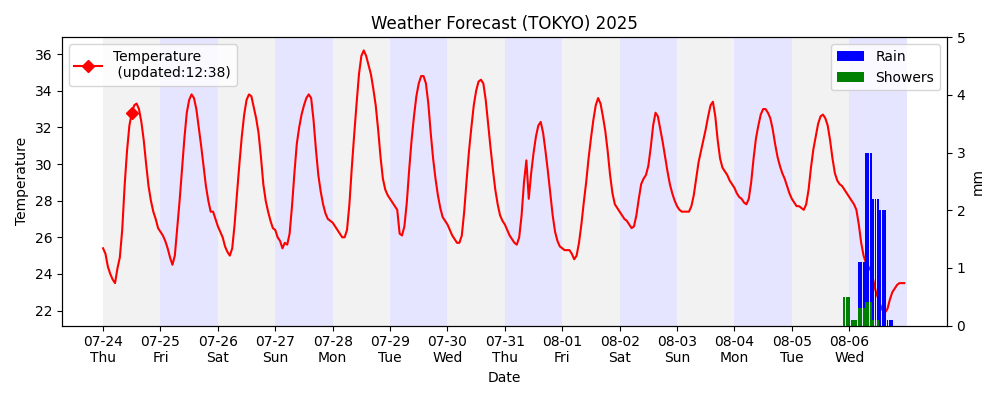 Weather Forecast (TOKYO) 2025
Temperature
(updated:12:38)
Rain
Showers
36
34
32
30
28
26
24
22
Temperature
5
4
3
2
1
0
mm
07-24 07-25 07-26 07-27 07-28 07-29 07-30 07-31 08-01 08-02 08-03 08-04 08-05 08-06
Thu Fri Sat Sun Mon Tue Wed Thu Fri Sat Sun Mon Tue Wed
Date